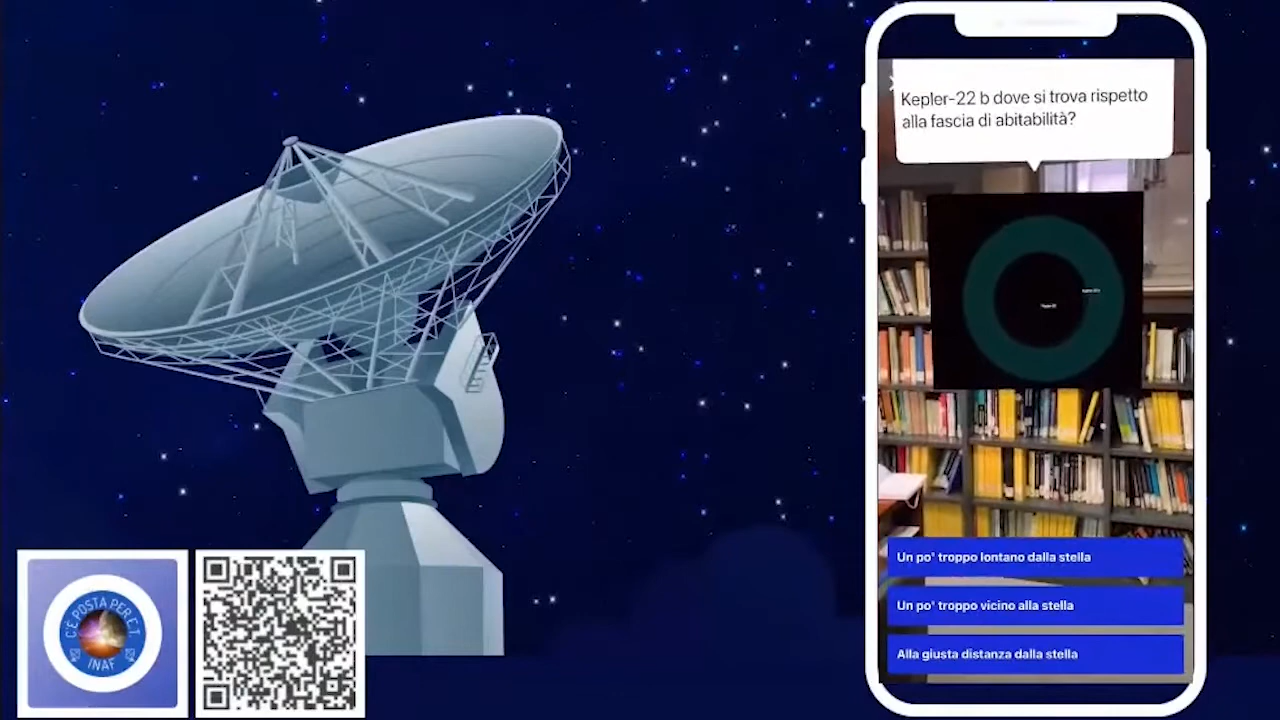 Kepler-22 b dove si trova rispetto
alla fascia di abitabilità?
Un po' troppo lontano dalla stella
Un po' troppo vicino alla stella
Alla giusta distanza dalla stella
C'È POSTA PER E.T.
INAF